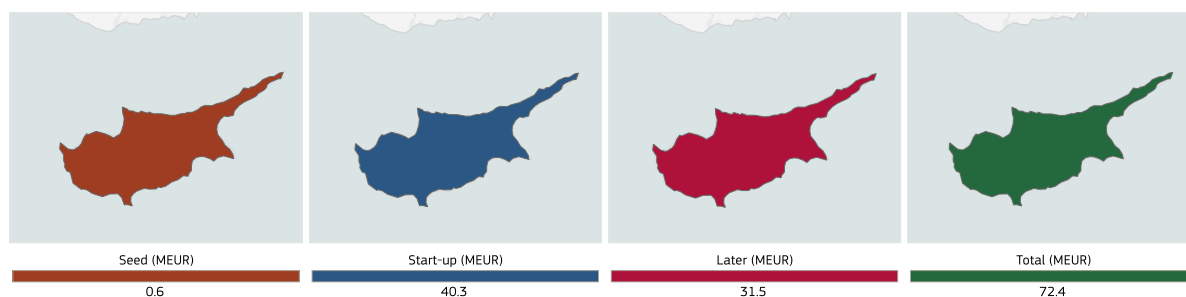 Seed (MEUR)
0.6
Start-up (MEUR)
40.3
Later (MEUR)
31.5
Total (MEUR)
72.4